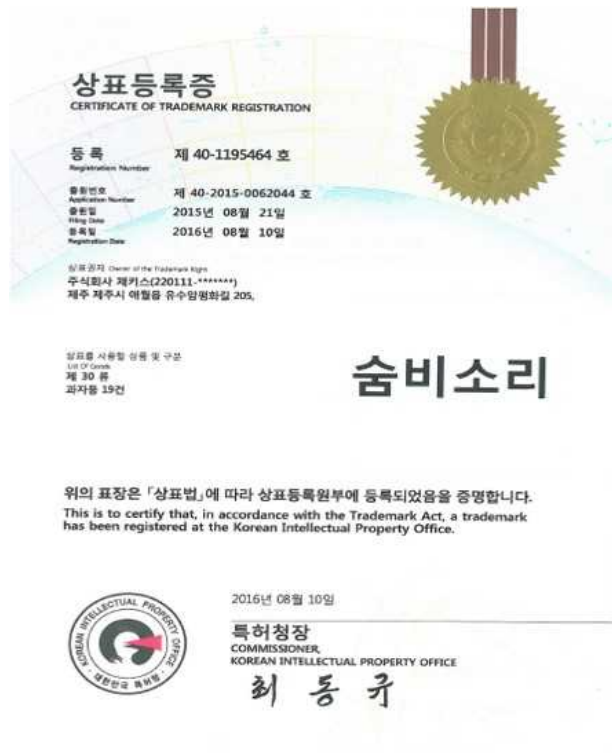 상표등록증
CERTIFICATE OF TRADEMARK REGISTRATION
등 록 제 40-1195464 호
Registration Number
출원번호 제 40-2015-0062044 호
Application Number
출원일 2015년 08월 21일
Filing Date
등록일 2016년 08월 10일
Registration Date
상표권자 Owner of the Trademark Right
주식회사 제키스(220111-*******)
제주 제주시 애월읍 유수암평화길 205,
상표를 사용할 상품 및 구분
List Of Goods
제 30 류
과자등 19건
숨비소리
위의 표장은 「상표법」에 따라 상표등록원부에 등록되었음을 증명합니다.
This is to certify that, in accordance with the Trademark Act, a trademark
has been registered at the Korean Intellectual Property Office.
2016년 08월 10일
특허청장
COMMISSIONER,
KOREAN INTELLECTUAL PROPERTY OFFICE
최동규
KOREAN INTELLECTUAL PROPERTY OFFICE
대한민국 특허청